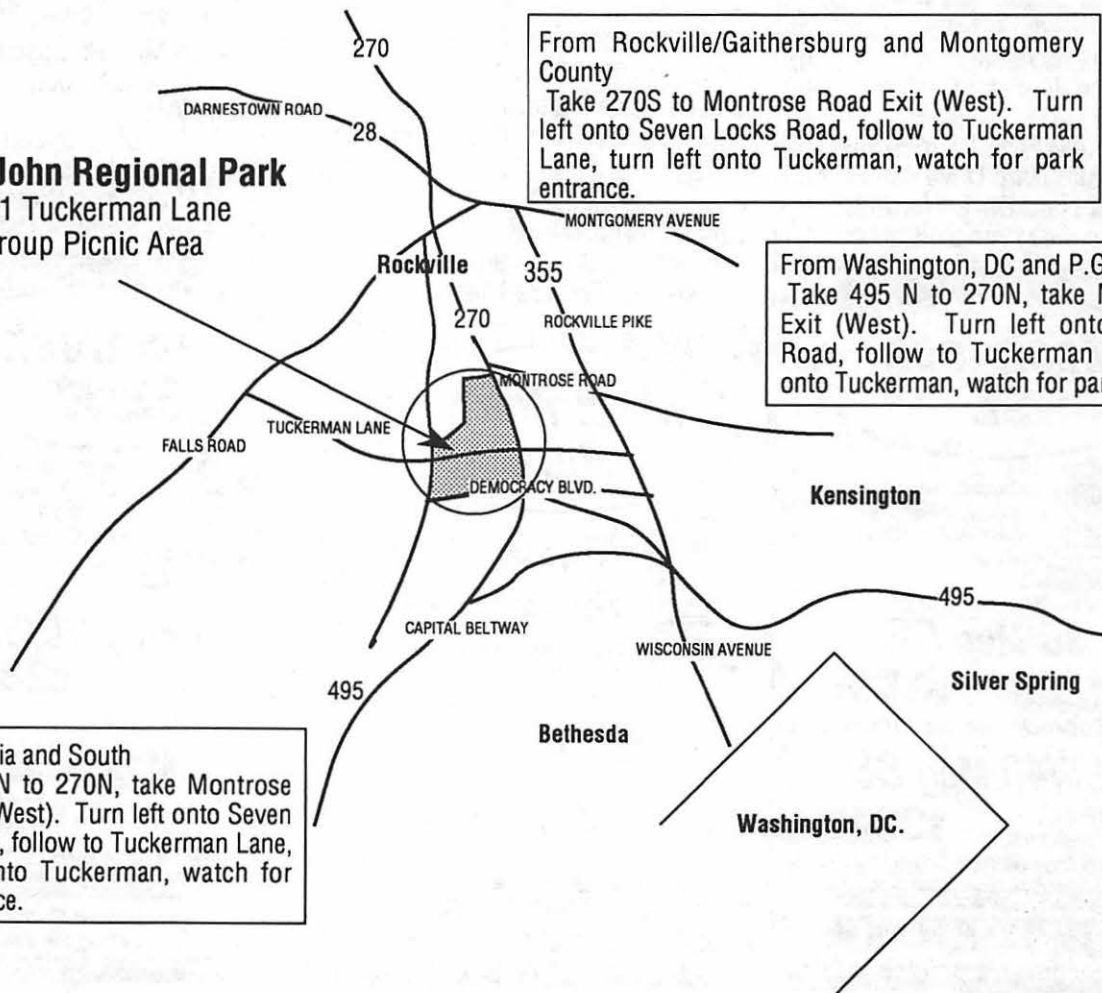 270
From Rockville/Gaithersburg and Montgomery
County
Take 270S to Montrose Road Exit (West). Turn
left onto Seven Locks Road, follow to Tuckerman
Lane, turn left onto Tuckerman, watch for park
entrance.
DARNESTOWN ROAD
28
John Regional Park
1 Tuckerman Lane
roup Picnic Area
MONTGOMERY AVENUE
Rockville
355
From Washington, DC and P.G
Take 495 N to 270N, take
Exit (West). Turn left onto
Road, follow to Tuckerman
onto Tuckerman, watch for par
270
ROCKVILLE PIKE
MONTROSE ROAD
TUCKERMAN LANE
FALLS ROAD
DEMOCRACY BLVD.
Kensington
495
CAPITAL BELTWAY
WISCONSIN AVENUE
Silver Spring
495
Bethesda
ia and South
N to 270N, take Montrose
West). Turn left onto Seven
, follow to Tuckerman Lane,
nto Tuckerman, watch for
ce.
Washington, DC.